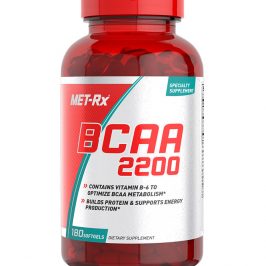 MET-Rx
SPECIALTY
SUPPLEMENT
BCAA
2200
» CONTAINS VITAMIN B-6 TO
OPTIMIZE BCAA METABOLISM*
» BUILDS PROTEIN & SUPPORTS ENERGY
PRODUCTION*
180 SOFTGELS
DIETARY SUPPLEMENT